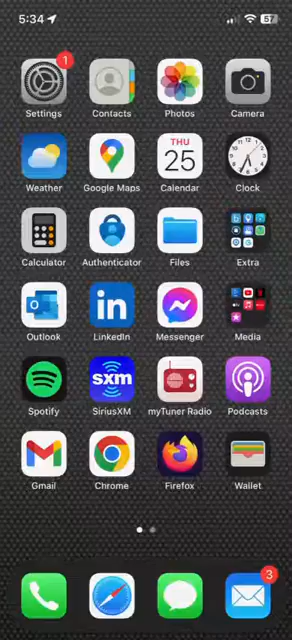 5:34 57
1
Settings Contacts Photos Camera
THU
25
Weather Google Maps Calendar Clock
Calculator Authenticator Files Extra
in
Outlook LinkedIn Messenger Media
sxm
Spotify SiriusXM myTuner Radio Podcasts
Gmail Chrome Firefox Wallet
3